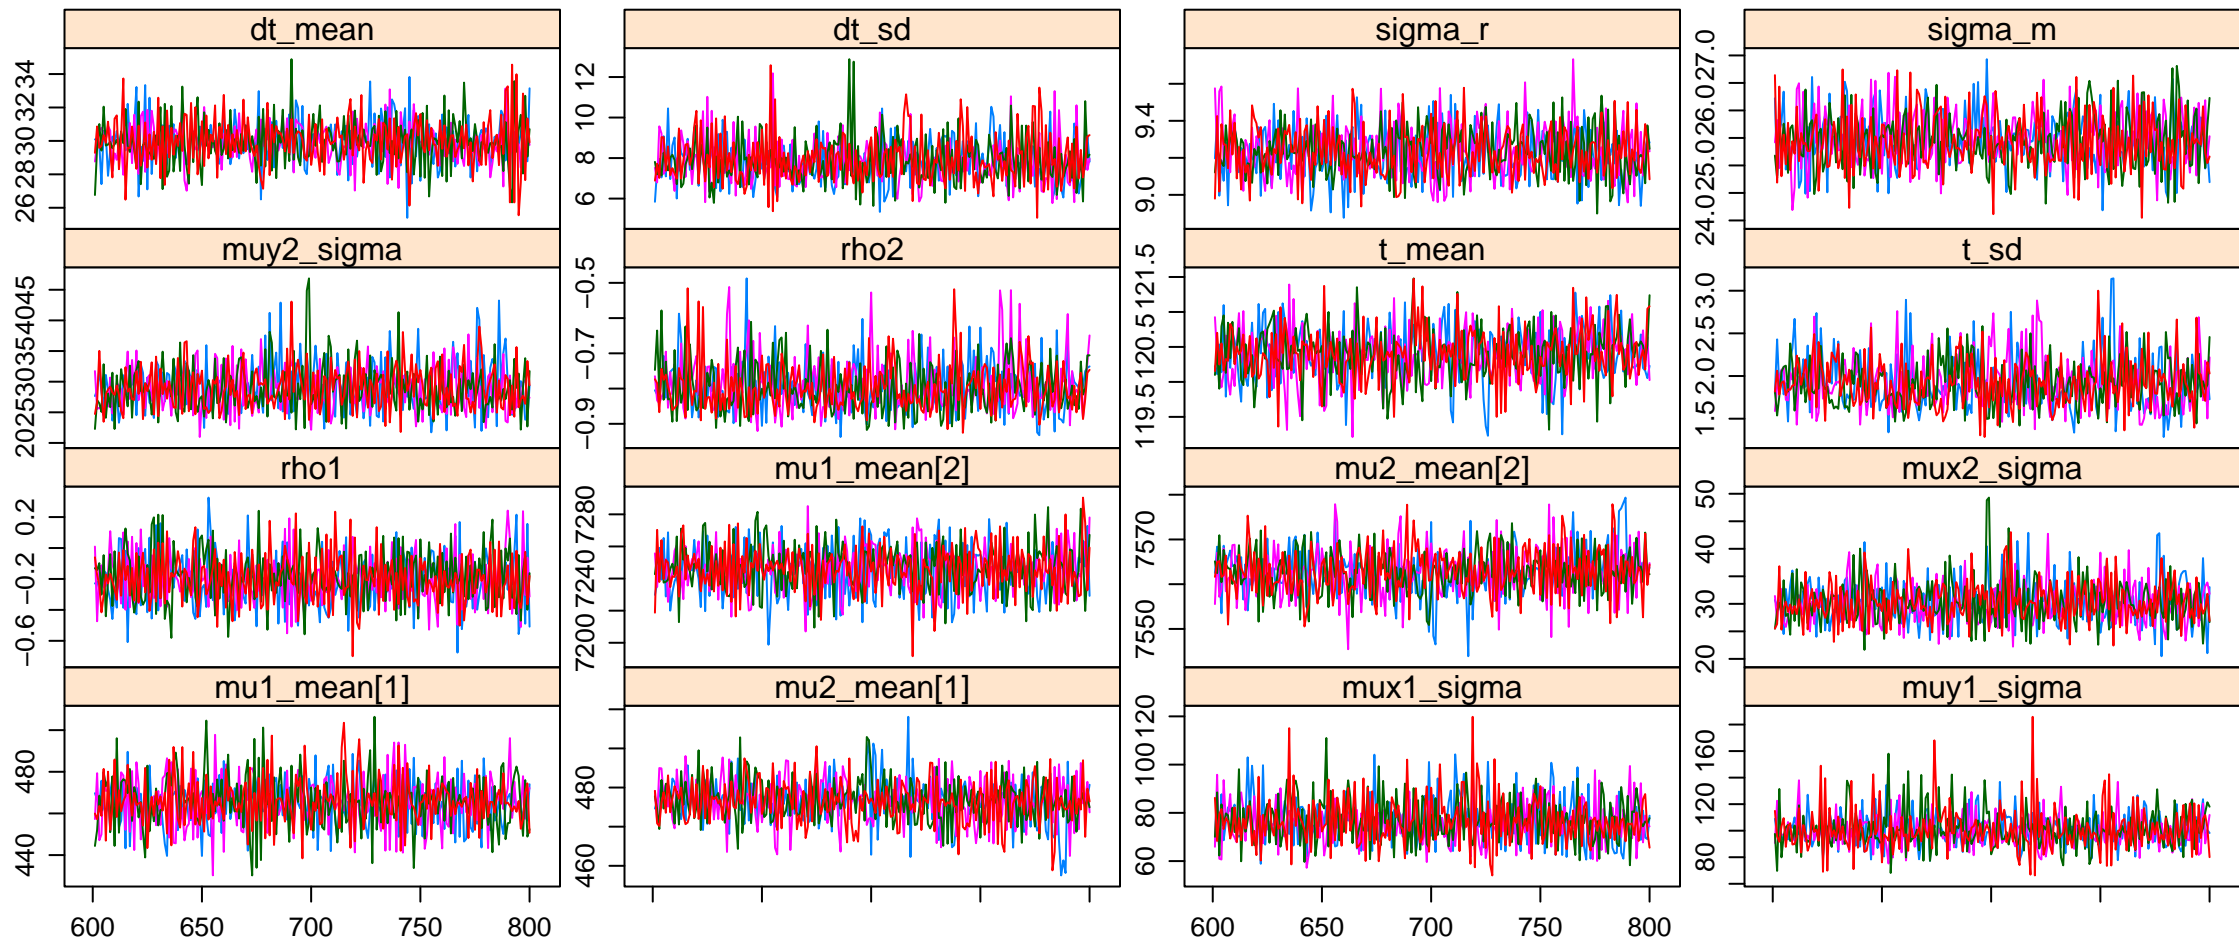 dt_mean
dt_sd
sigma_r
sigma_m
26 28 30 32 34
6 8 10 12
9.0 9.4
24.0 25.0 26.0 27.0
muy2_sigma
rho2
t_mean
t_sd
20 25 30 35 40 45
−0.9 −0.7 −0.5
119.5 120.5 121.5
1.5 2.0 2.5 3.0
rho1
mu1_mean[2]
mu2_mean[2]
mux2_sigma
−0.6 −0.2 0.2
7200 7240 7280
7550 7570
20 30 40 50
mu1_mean[1]
mu2_mean[1]
mux1_sigma
muy1_sigma
440 480
460 480
60 80 100 120
80 120 160
600 650 700 750 800
600 650 700 750 800